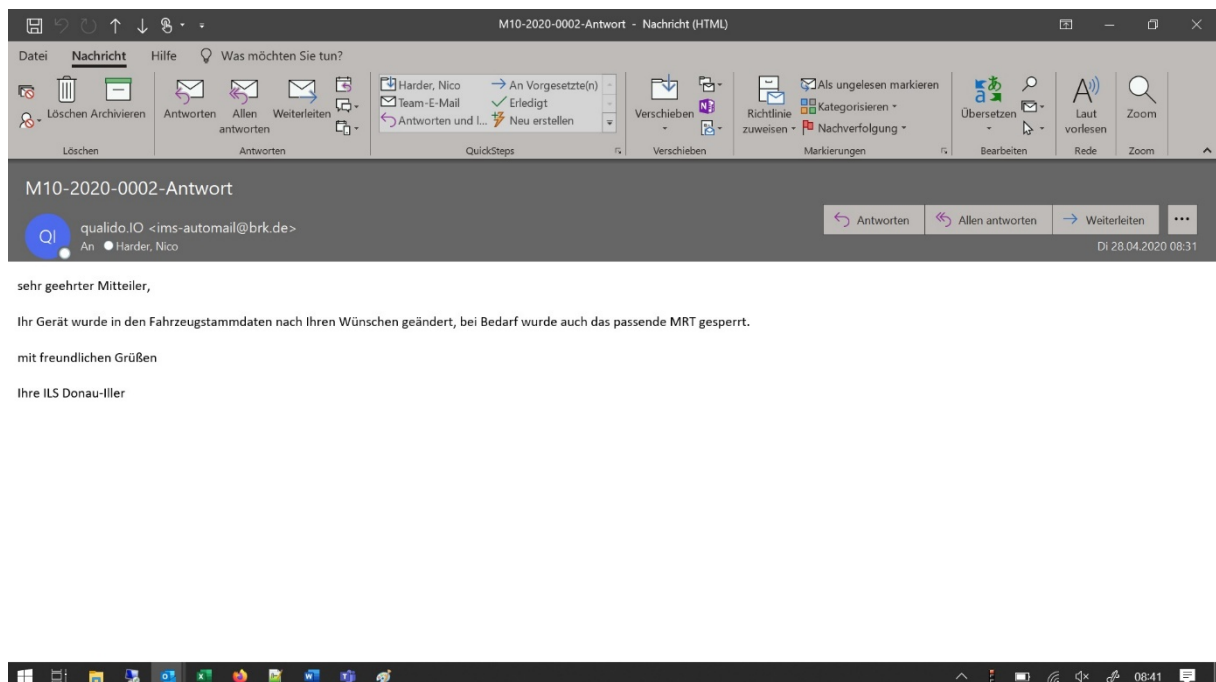 M10-2020-0002-Antwort - Nachricht (HTML)
Datei Nachricht Hilfe Was möchten Sie tun?
Löschen Archivieren
Antworten Allen antworten Weiterleiten
Harder, Nico
Team-E-Mail
Antworten und l...
An Vorgesetzte(n)
Erledigt
Neu erstellen
Verschieben
Richtlinie zuweisen
Als ungelesen markieren
Kategorisieren
Nachverfolgung
Übersetzen
Laut vorlesen
Zoom
Löschen Antworten QuickSteps Verschieben Markierungen Bearbeiten Rede Zoom
M10-2020-0002-Antwort
QI
qualido.IO <ims-automail@brk.de>
An Harder, Nico
Antworten Allen antworten Weiterleiten
Di 28.04.2020 08:31
sehr geehrter Mitteiler,
Ihr Gerät wurde in den Fahrzeugstammdaten nach Ihren Wünschen geändert, bei Bedarf wurde auch das passende MRT gesperrt.
mit freundlichen Grüßen
Ihre ILS Donau-Iller
08:41